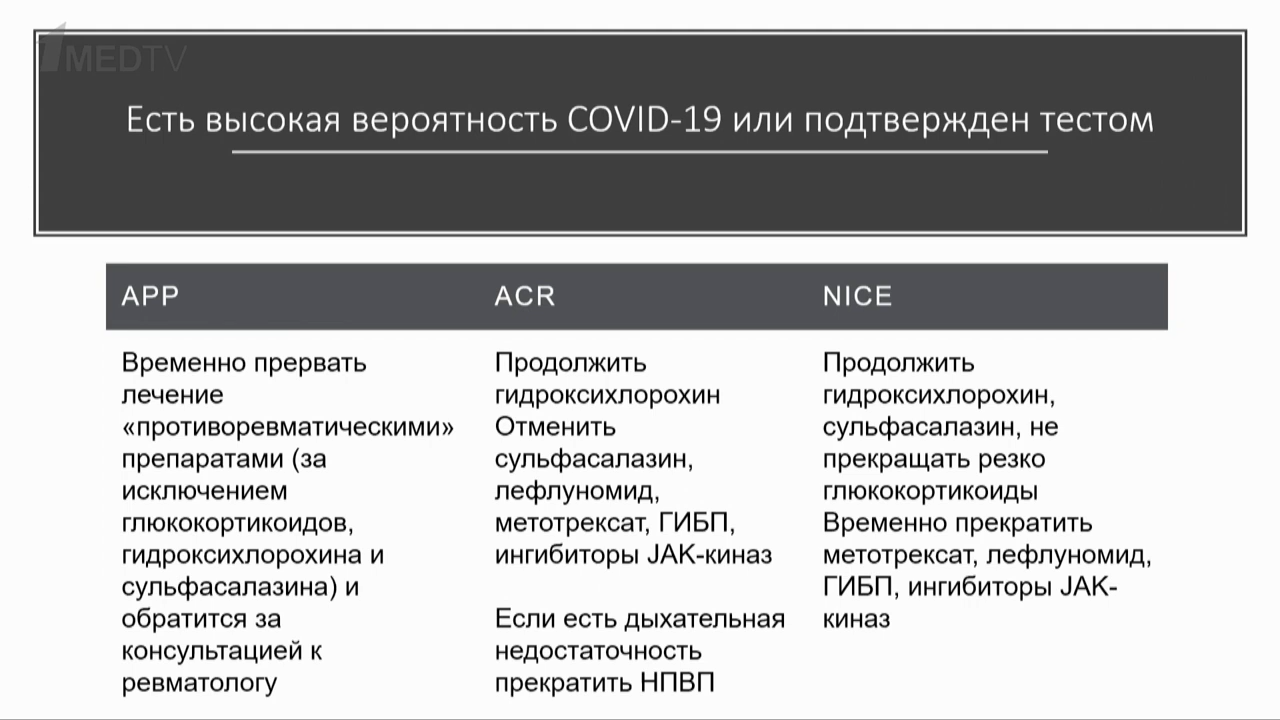 1MEDTV
Есть высокая вероятность COVID-19 или подтвержден тестом
АРР
ACR
NICE
Временно прервать
лечение
«противоревматическими»
препаратами (за
исключением
глюкокортикоидов,
гидроксихлорохина и
сульфасалазина) и
обратится за
консультацией к
ревматологу
Продолжить
гидроксихлорохин
Отменить
сульфасалазин,
лефлуномид,
метотрексат, ГИБП,
ингибиторы JAK-киназ
Если есть дыхательная
недостаточность
прекратить НПВП
Продолжить
гидроксихлорохин,
сульфасалазин, не
прекращать резко
глюкокортикоиды
Временно прекратить
метотрексат, лефлуномид,
ГИБП, ингибиторы JAK-
киназ